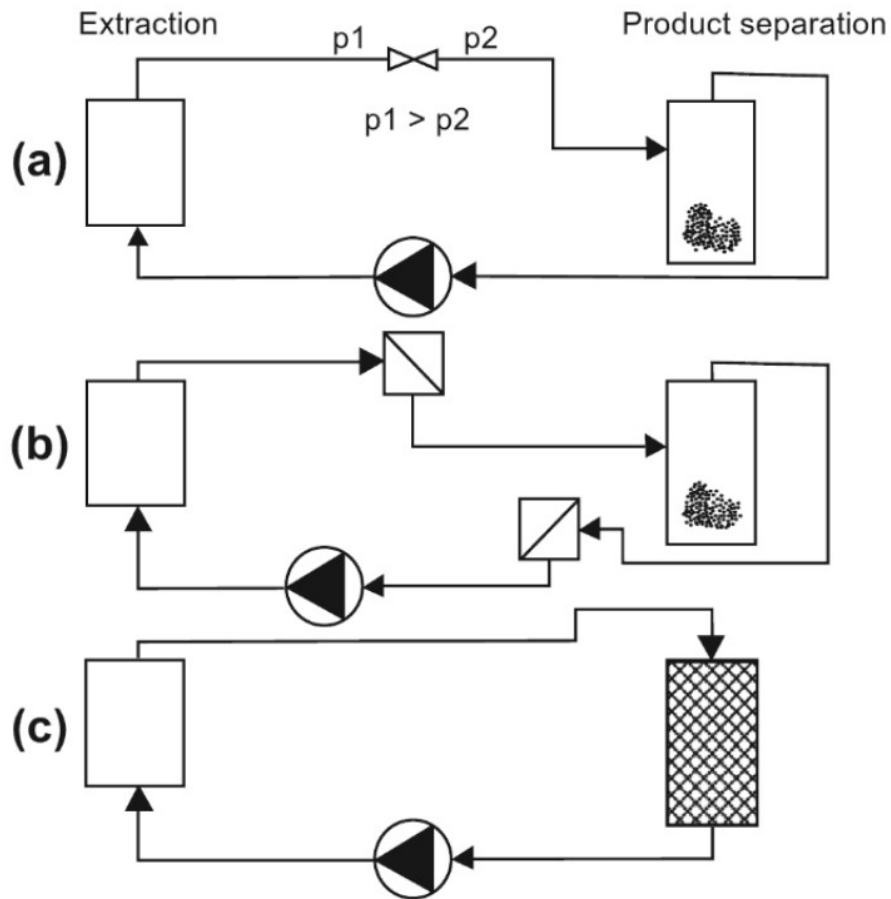 Extraction
Product separation
p1
p2
p1 > p2
(a)
(b)
(c)